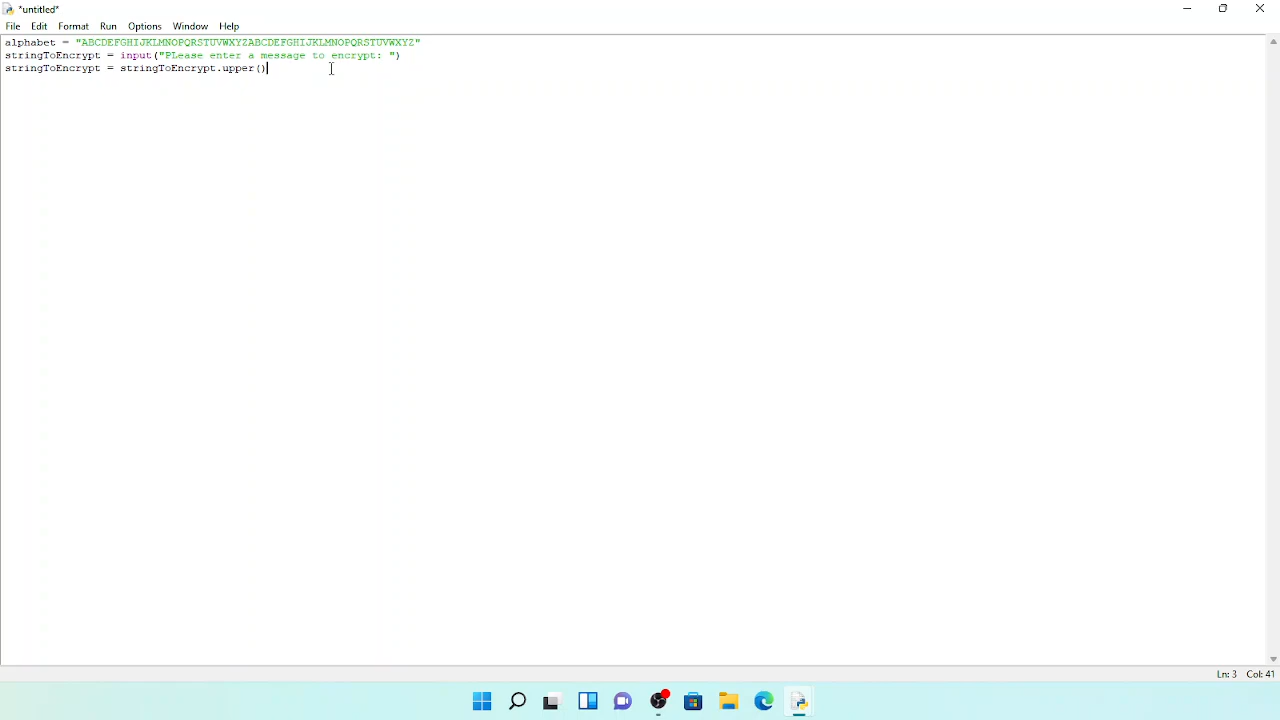 *untitled*
File Edit Format Run Options Window Help
alphabet = "ABCDEFGHIJKLMNOPQRSTUVWXYZABCDEFGHIJKLMNOPQRSTUVWXYZ"
stringToEncrypt = input("PLease enter a message to encrypt: ")
stringToEncrypt = stringToEncrypt.upper()
Ln: 3 Col: 41